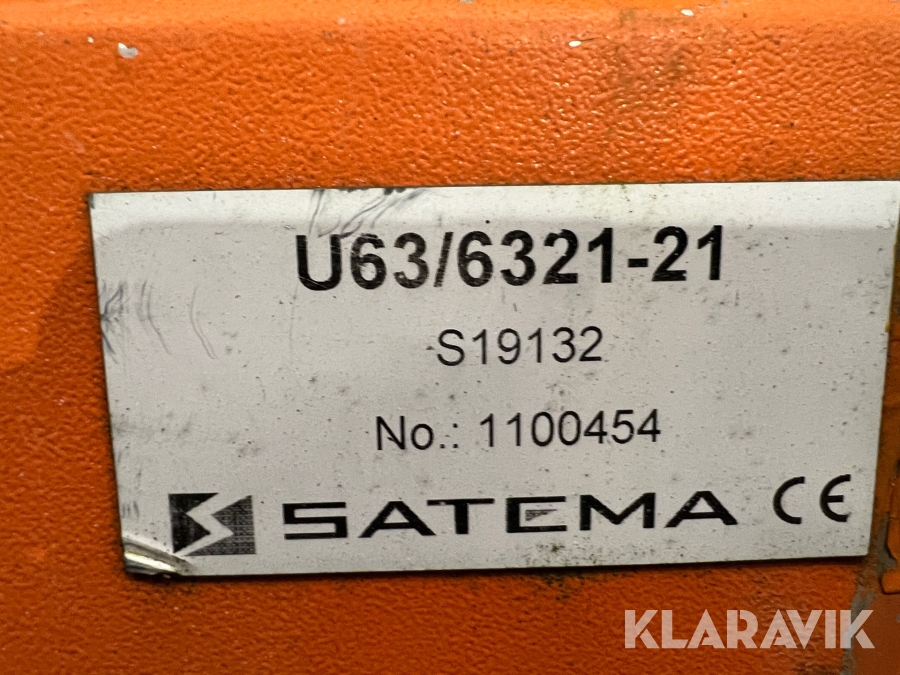 U63/6321-21
S19132
No.: 1100454
SATEMA CE
KLARAVIK